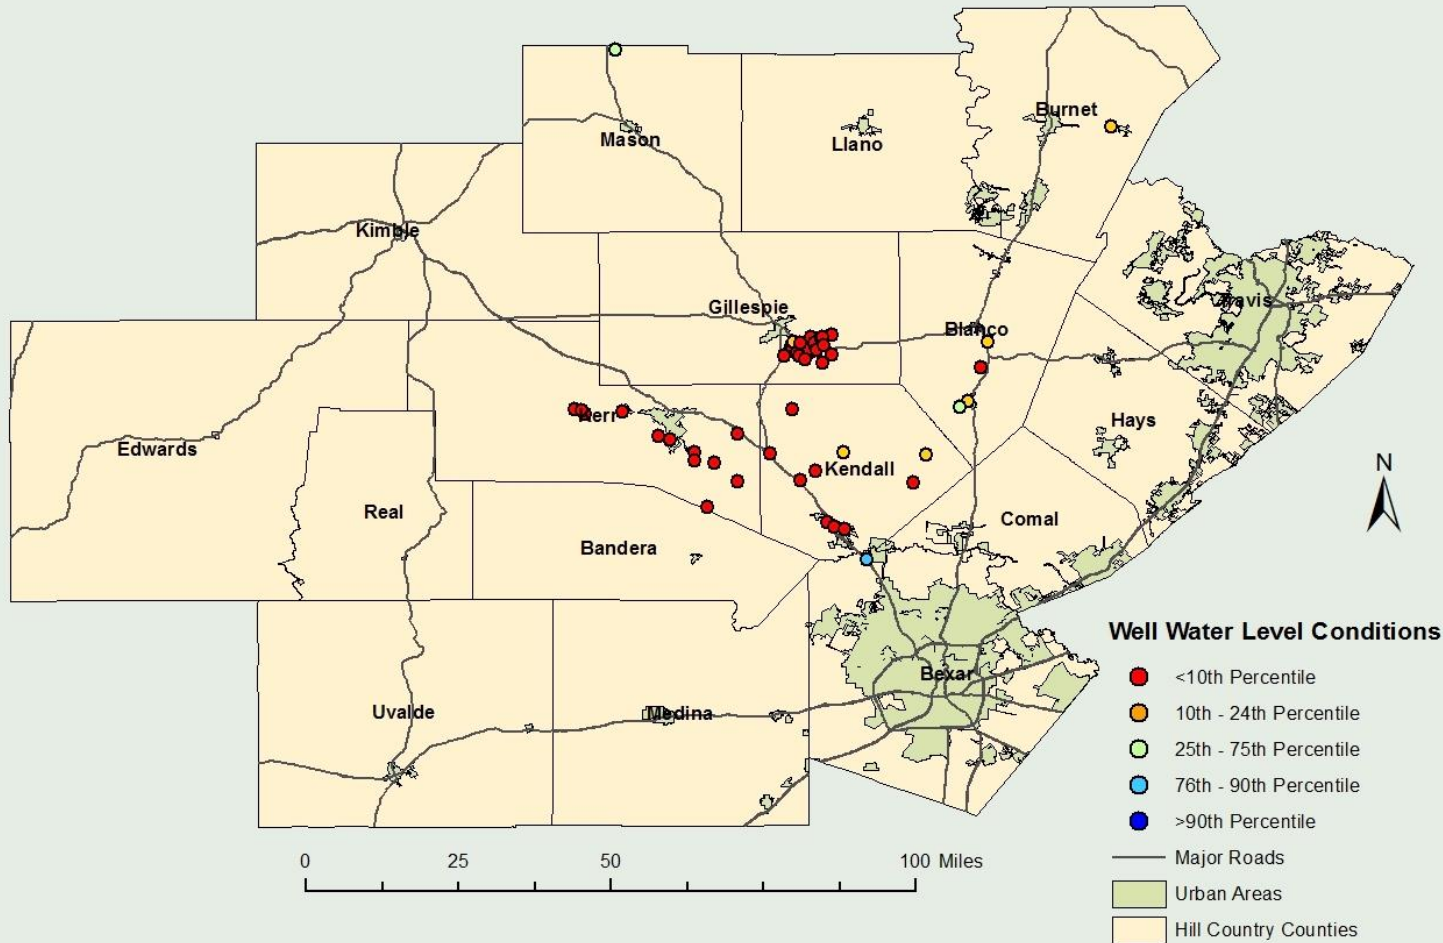 Burnet
Mason
Llano
Kimble
Gillespie
Travis
Blanco
Kerr
Hays
Edwards
Kendall
N
Real
Comal
Bandera
Well Water Level Conditions
Bexar
<10th Percentile
Uvalde
Medina
10th - 24th Percentile
25th - 75th Percentile
76th - 90th Percentile
>90th Percentile
0 25 50 100 Miles
Major Roads
Urban Areas
Hill Country Counties